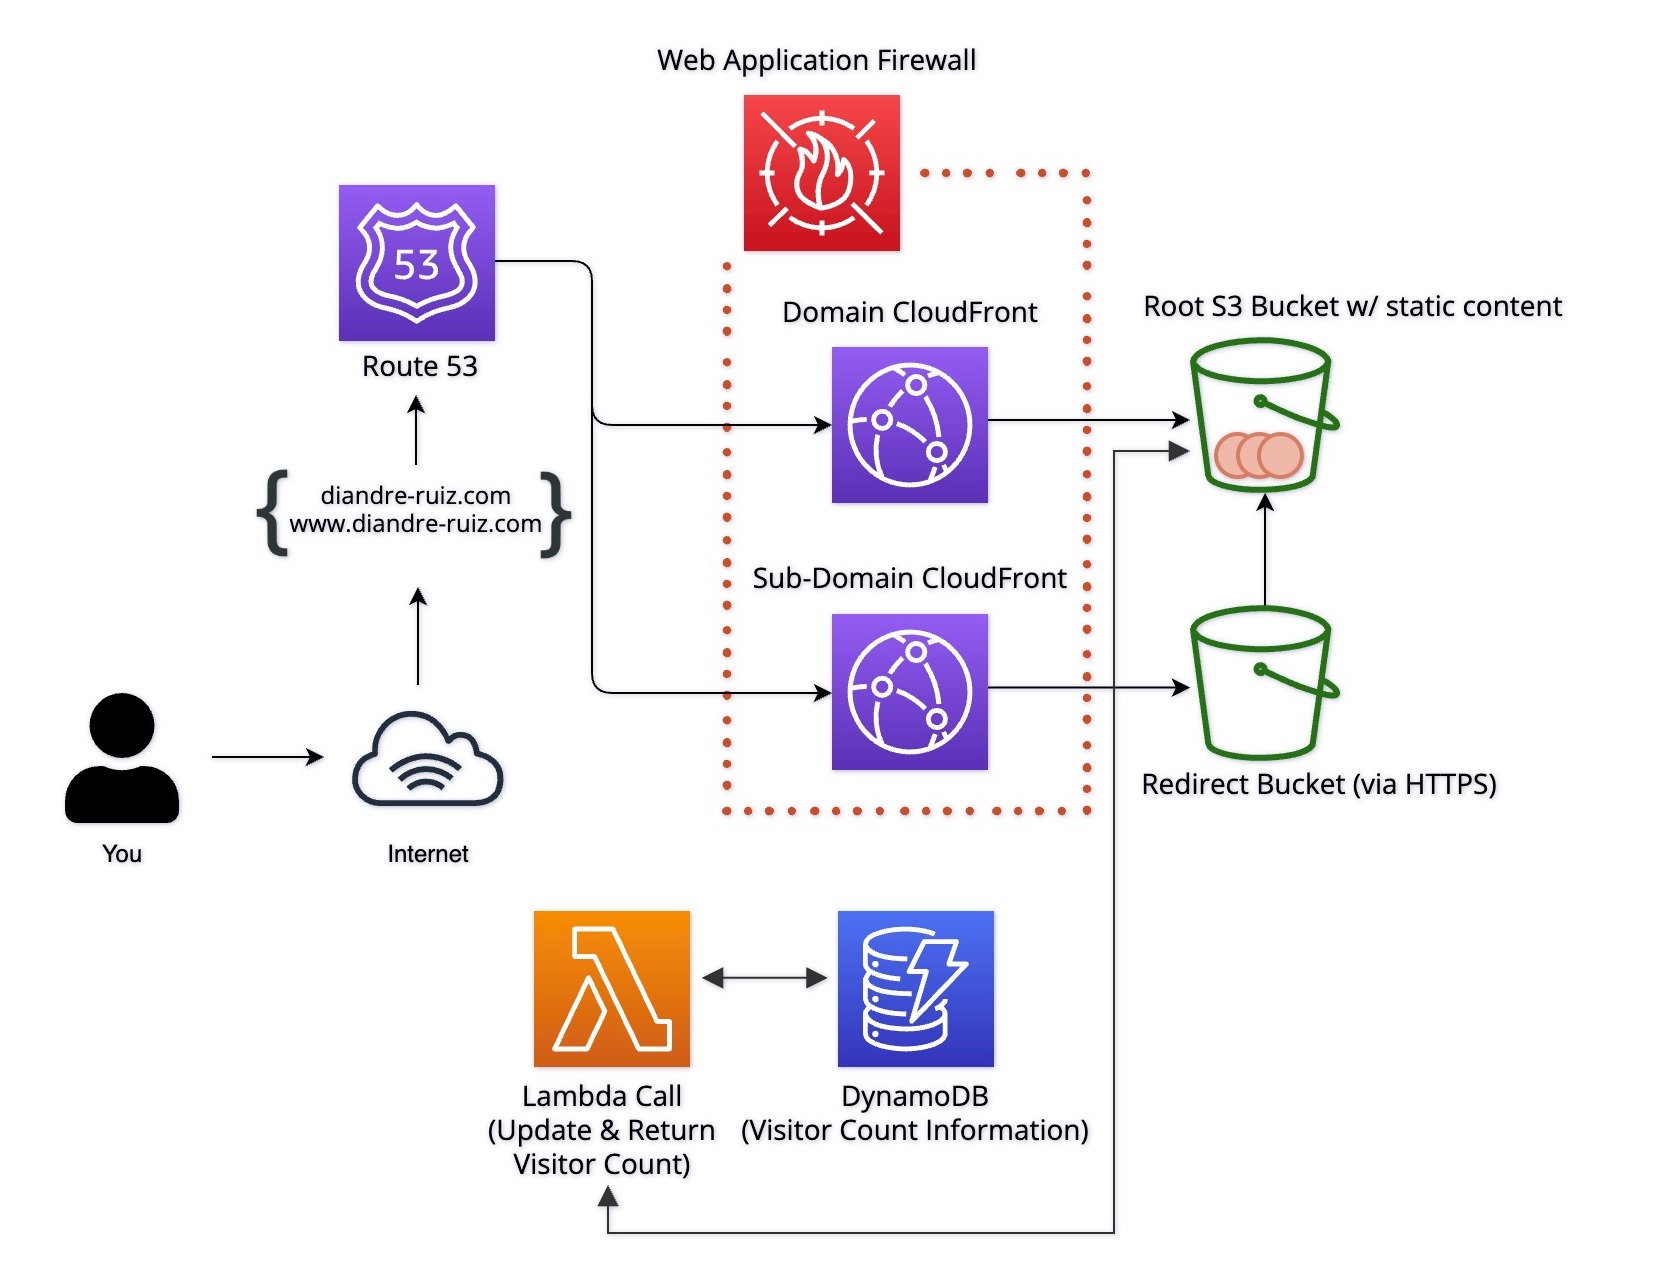 Web Application Firewall
53
Route 53
diandre-ruiz.com
www.diandre-ruiz.com
Domain CloudFront
Sub-Domain CloudFront
Root S3 Bucket w/ static content
Redirect Bucket (via HTTPS)
You
Internet
Lambda Call
(Update & Return
Visitor Count)
DynamoDB
(Visitor Count Information)